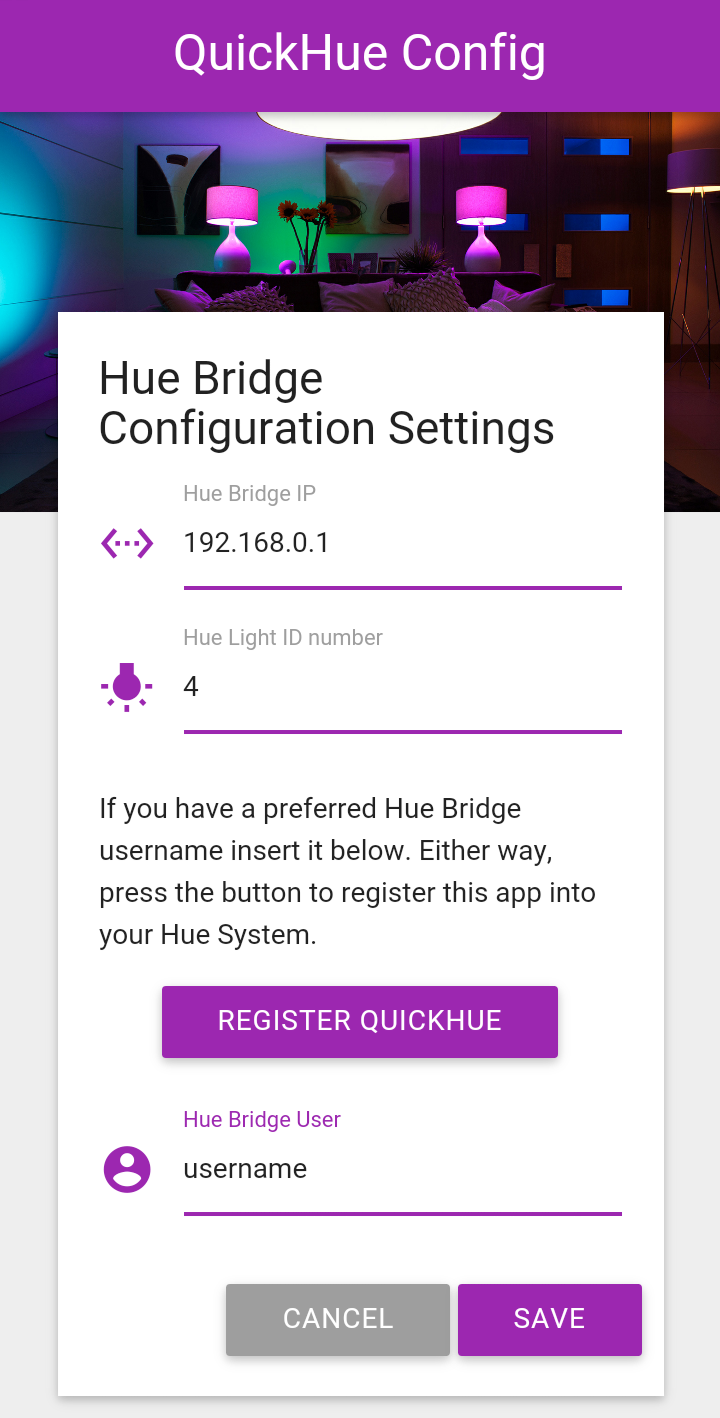 QuickHue Config
Hue Bridge
Configuration Settings
Hue Bridge IP
192.168.0.1
Hue Light ID number
4
If you have a preferred Hue Bridge
username insert it below. Either way,
press the button to register this app into
your Hue System.
REGISTER QUICKHUE
Hue Bridge User
username
CANCEL
SAVE